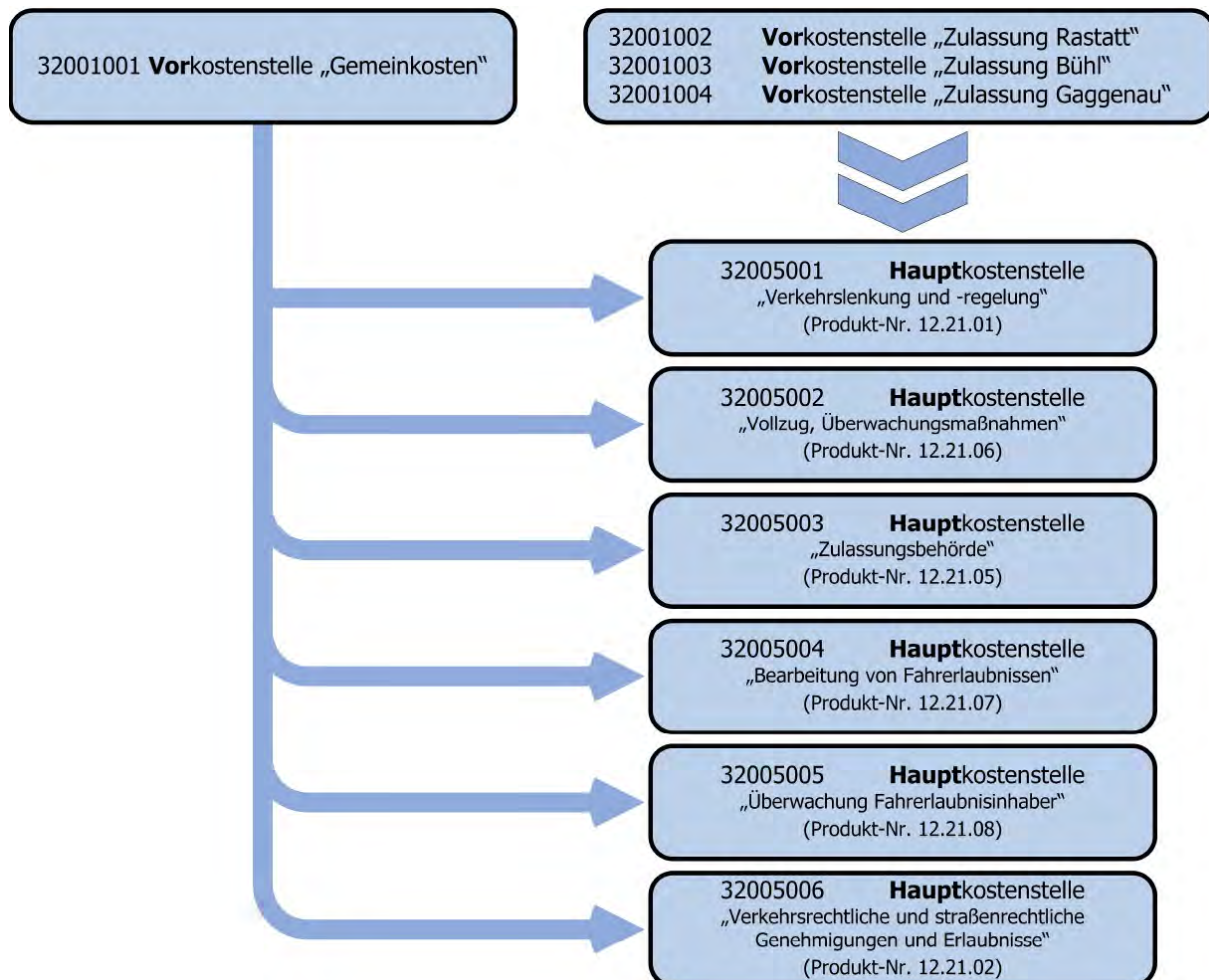 32001001 Vorkostenstelle „Gemeinkosten“
32001002 Vorkostenstelle „Zulassung Rastatt“
32001003 Vorkostenstelle „Zulassung Bühl“
32001004 Vorkostenstelle „Zulassung Gaggenau“
32005001 Hauptkostenstelle
„Verkehrslenkung und -regelung“
(Produkt-Nr. 12.21.01)
32005002 Hauptkostenstelle
„Vollzug, Überwachungsmaßnahmen“
(Produkt-Nr. 12.21.06)
32005003 Hauptkostenstelle
„Zulassungsbehörde“
(Produkt-Nr. 12.21.05)
32005004 Hauptkostenstelle
„Bearbeitung von Fahrerlaubnissen“
(Produkt-Nr. 12.21.07)
32005005 Hauptkostenstelle
„Überwachung Fahrerlaubnisinhaber“
(Produkt-Nr. 12.21.08)
32005006 Hauptkostenstelle
„Verkehrsrechtliche und straßenrechtliche
Genehmigungen und Erlaubnisse“
(Produkt-Nr. 12.21.02)